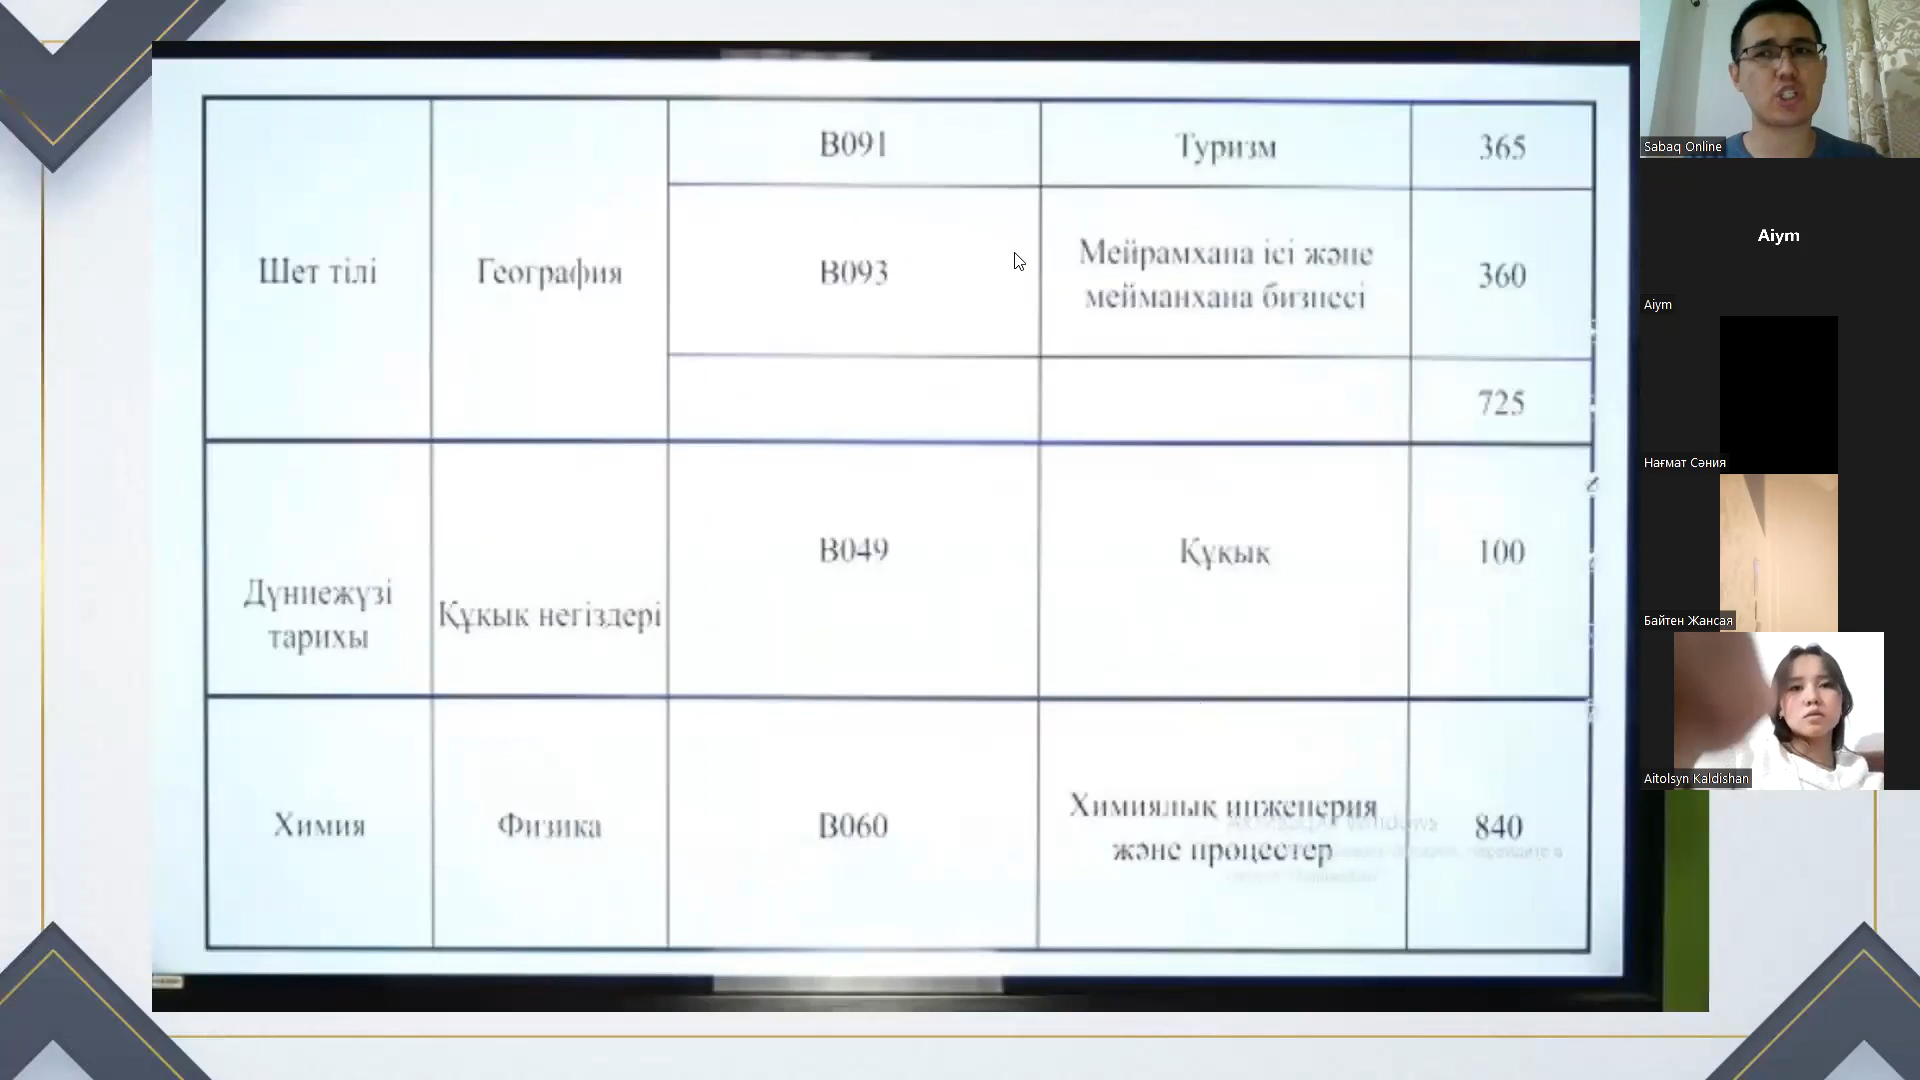 B091
Туризм
365
Шет тілі
География
B093
Мейрамхана ісі және
мейманхана бизнесі
360
725
Дүниежүзі
тарихы
Құқық негіздері
B049
Құқық
100
Химия
Физика
B060
Химиялық инженерия
және процестер
840
Sabaq Online
Aiym
Aiym
Нағмат Сәния
Байтен Жансая
Aitolsyn Kaldishan